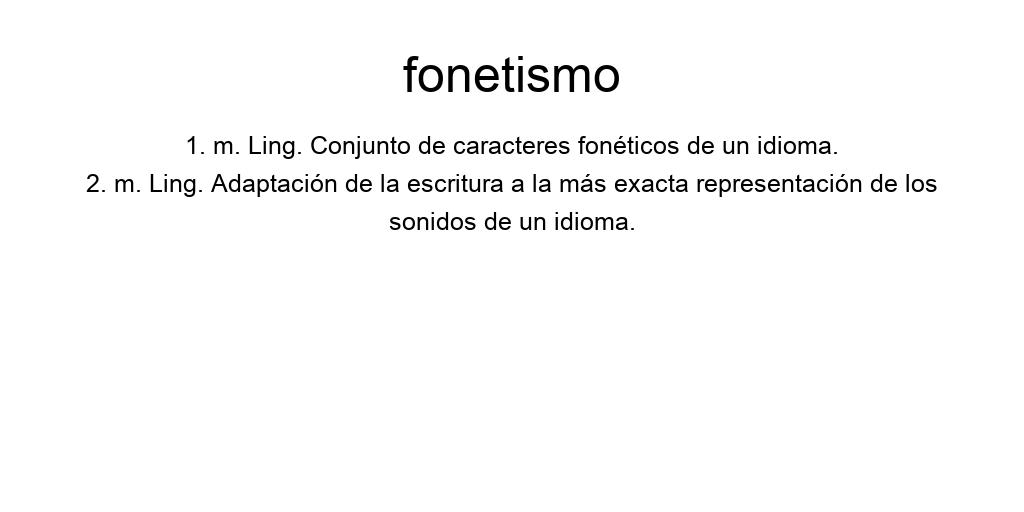 fonetismo
1. m. Ling. Conjunto de caracteres fonéticos de un idioma.
2. m. Ling. Adaptación de la escritura a la más exacta representación de los
sonidos de un idioma.